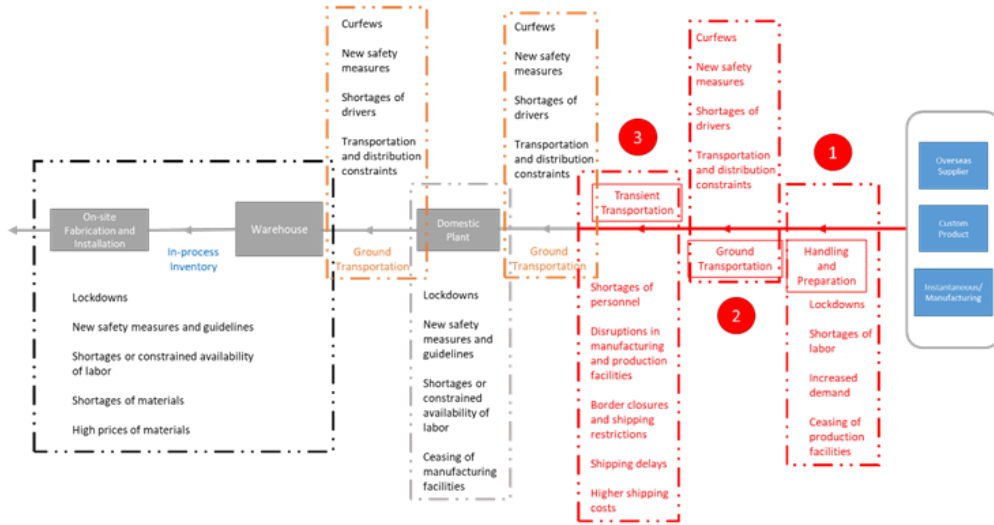 Curfews
New safety
measures
Shortages of
drivers
Transportation
and distribution
constraints
Curfews
New safety
measures
Shortages of
drivers
Transportation
and distribution
constraints
Curfews
New safety
measures
Shortages of
drivers
Transportation
and distribution
constraints
3
1
2
On-site
Fabrication and
Installation
In-process
Inventory
Warehouse
Ground
Transportation
Domestic
Plant
Ground
Transportation
Transient
Transportation
Ground
Transportation
Handling
and
Preparation
Overseas
Supplier
Custom
Product
Instantaneous/
Manufacturing
Lockdowns
New safety measures and guidelines
Shortages or constrained availability
of labor
Shortages of materials
High prices of materials
Lockdowns
New safety
measures and
guidelines
Shortages or
constrained
availability of
labor
Ceasing of
manufacturing
facilities
Shortages of
personnel
Disruptions in
manufacturing
and production
facilities
Border closures
and shipping
restrictions
Shipping delays
Higher shipping
costs
Lockdowns
Shortages of
labor
Increased
demand
Ceasing of
production
facilities